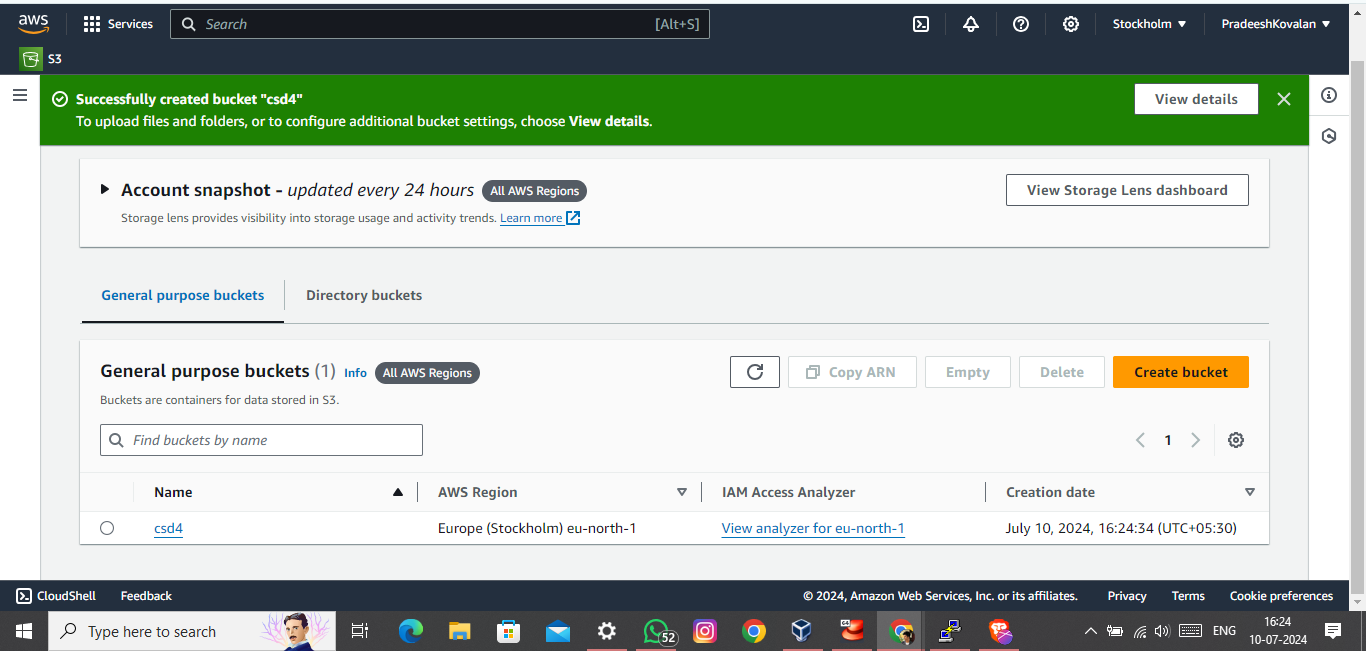 aws
Services
Search
[Alt+S]
Stockholm
PradeeshKovalan
S3
Successfully created bucket "csd4"
To upload files and folders, or to configure additional bucket settings, choose View details.
View details
Account snapshot - updated every 24 hours
All AWS Regions
Storage lens provides visibility into storage usage and activity trends. Learn more
View Storage Lens dashboard
General purpose buckets
Directory buckets
General purpose buckets (1)
Info
All AWS Regions
Buckets are containers for data stored in S3.
Copy ARN
Empty
Delete
Create bucket
Find buckets by name
1
Name
AWS Region
IAM Access Analyzer
Creation date
csd4
Europe (Stockholm) eu-north-1
View analyzer for eu-north-1
July 10, 2024, 16:24:34 (UTC+05:30)
CloudShell
Feedback
© 2024, Amazon Web Services, Inc. or its affiliates.
Privacy
Terms
Cookie preferences
Type here to search
52
ENG
16:24
10-07-2024